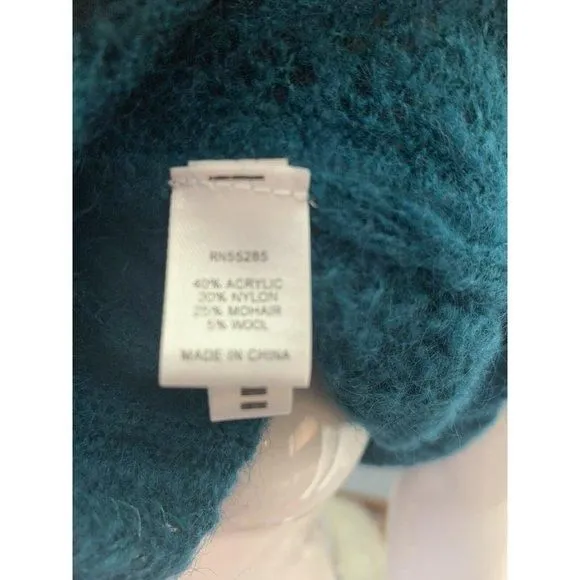 RN55285
40% ACRYLIC
30% NYLON
25% MOHAIR
5% WOOL
MADE IN CHINA